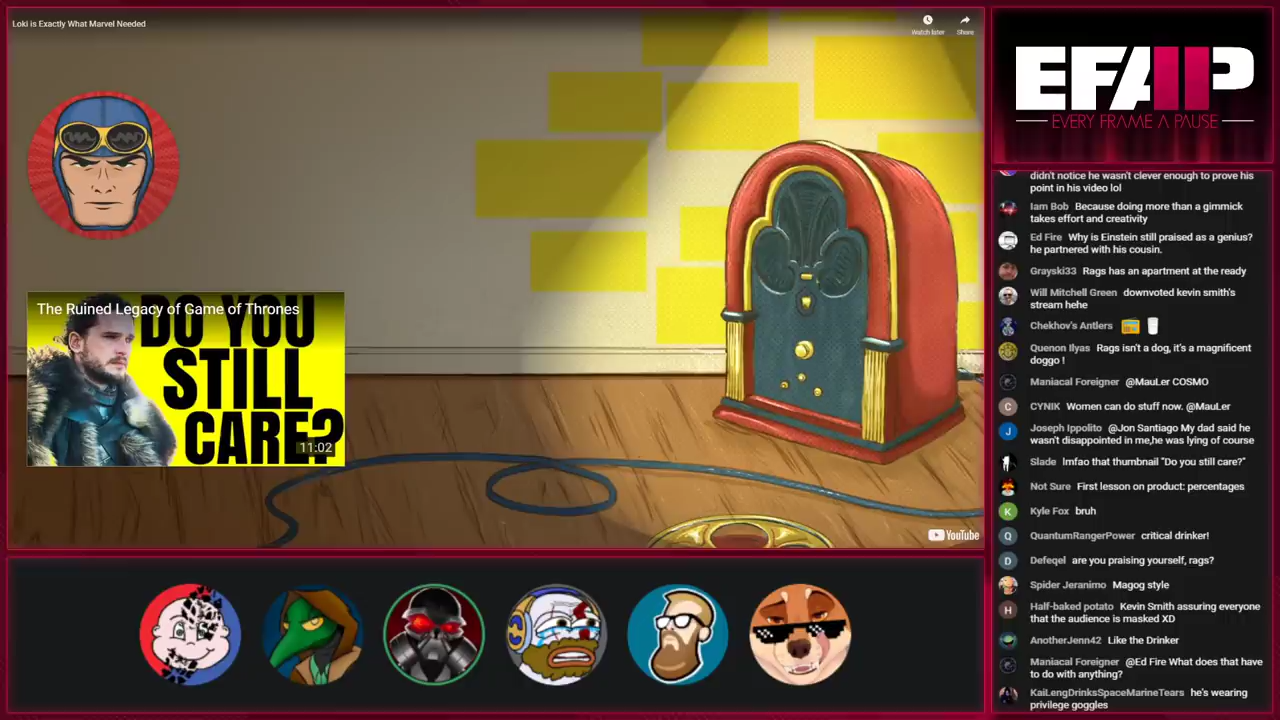 Loki is Exactly What Marvel Needed
Watch later
Share
The Ruined Legacy of Game of Thrones
DO YOU
STILL
CARE?
11:02
YouTube
EFAP
EVERY FRAME A PAUSE
didn't notice he wasn't clever enough to prove his
point in his video lol
Iam Bob Because doing more than a gimmick
takes effort and creativity
Ed Fire Why is Einstein still praised as a genius?
he partnered with his cousin.
Grayski33 Rags has an apartment at the ready
Will Mitchell Green downvoted kevin smith's
stream hehe
Chekhov's Antlers
Quenon Ilyas Rags isn't a dog, it's a magnificent
doggo !
Maniacal Foreigner @MauLer COSMO
CYNIK Women can do stuff now. @MauLer
Joseph Ippolito @Jon Santiago My dad said he
wasn't disappointed in me,he was lying of course
Slade lmfao that thumbnail "Do you still care?"
Not Sure First lesson on product: percentages
Kyle Fox bruh
QuantumRangerPower critical drinker!
Defeqel are you praising yourself, rags?
Spider Jeranimo Magog style
Half-baked potato Kevin Smith assuring everyone
that the audience is masked XD
AnotherJenn42 Like the Drinker
Maniacal Foreigner @Ed Fire What does that have
to do with anything?
KaiLengDrinksSpaceMarineTears he's wearing
privilege goggles